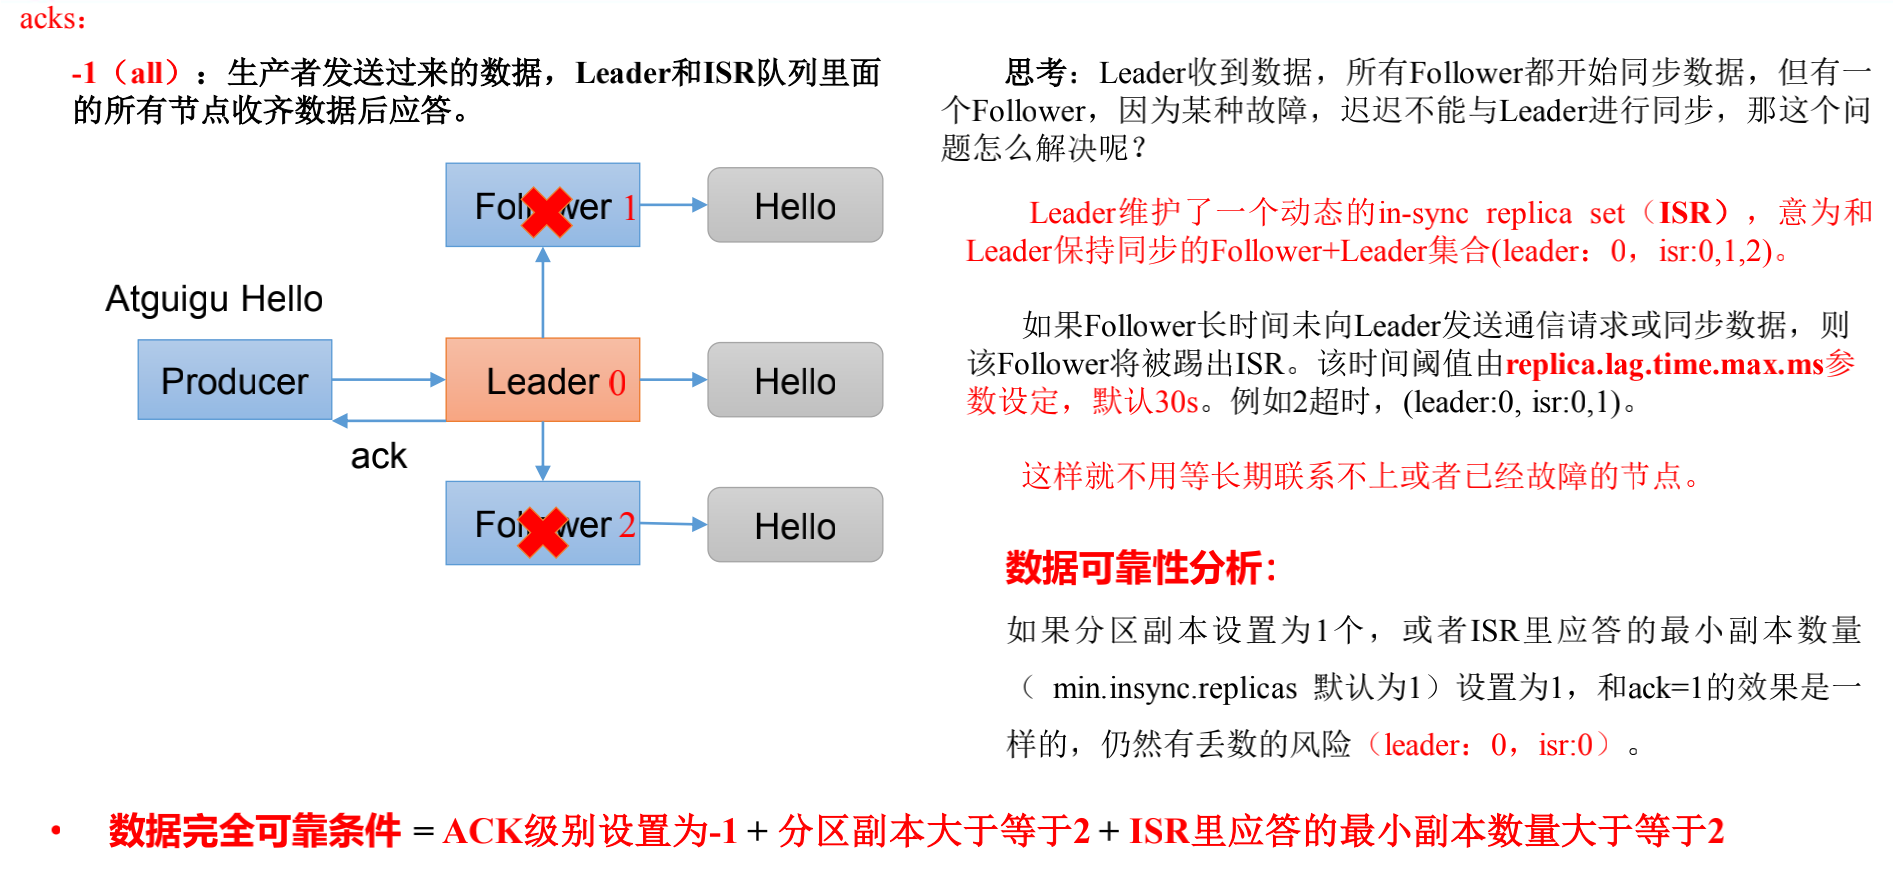 acks：
-1（all）：生产者发送过来的数据，Leader和ISR队列里面
的所有节点收齐数据后应答。
Follower 1
Hello
Atguigu Hello
Producer
Leader 0
Hello
ack
Follower 2
Hello
思考：Leader收到数据，所有Follower都开始同步数据，但有一
个Follower，因为某种故障，迟迟不能与Leader进行同步，那这个问
题怎么解决呢？
Leader维护了一个动态的in-sync replica set（ISR），意为和
Leader保持同步的Follower+Leader集合(leader：0，isr:0,1,2)。
如果Follower长时间未向Leader发送通信请求或同步数据，则
该Follower将被踢出ISR。该时间阈值由replica.lag.time.max.ms参
数设定，默认30s。例如2超时，(leader:0, isr:0,1)。
这样就不用等长期联系不上或者已经故障的节点。
数据可靠性分析：
如果分区副本设置为1个，或者ISR里应答的最小副本数量
（ min.insync.replicas 默认为1）设置为1，和ack=1的效果是一
样的，仍然有丢数的风险（leader：0，isr:0）。
• 数据完全可靠条件 = ACK级别设置为-1 + 分区副本大于等于2 + ISR里应答的最小副本数量大于等于2